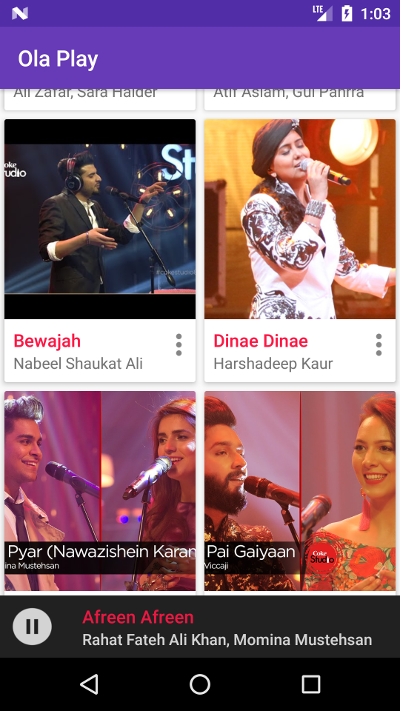 LTE
1:03
Ola Play
Ali Zafar, Sara Haider
Atif Aslam, Gul Panrra
Coke
Studio
St
Bewajah
Nabeel Shaukat Ali
Dinae Dinae
Harshadeep Kaur
Pyar (Nawazishein Karam
ina Mustehsan
Pai Gaiyaan
Viccaji
Coke
Studio
Afreen Afreen
Rahat Fateh Ali Khan, Momina Mustehsan